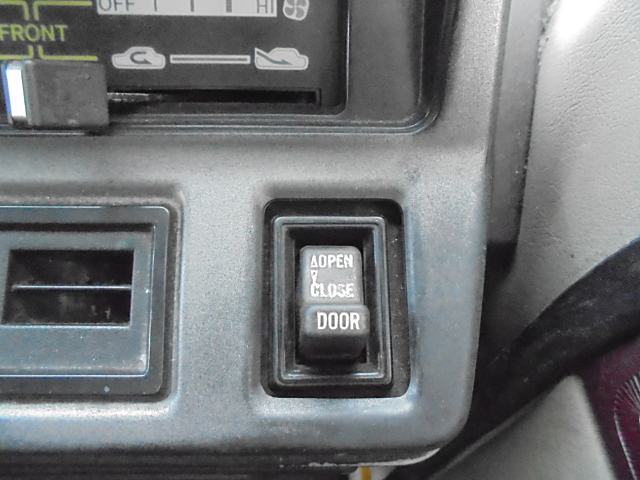 OFF HI
FRONT
△OPEN
▽
CLOSE
DOOR